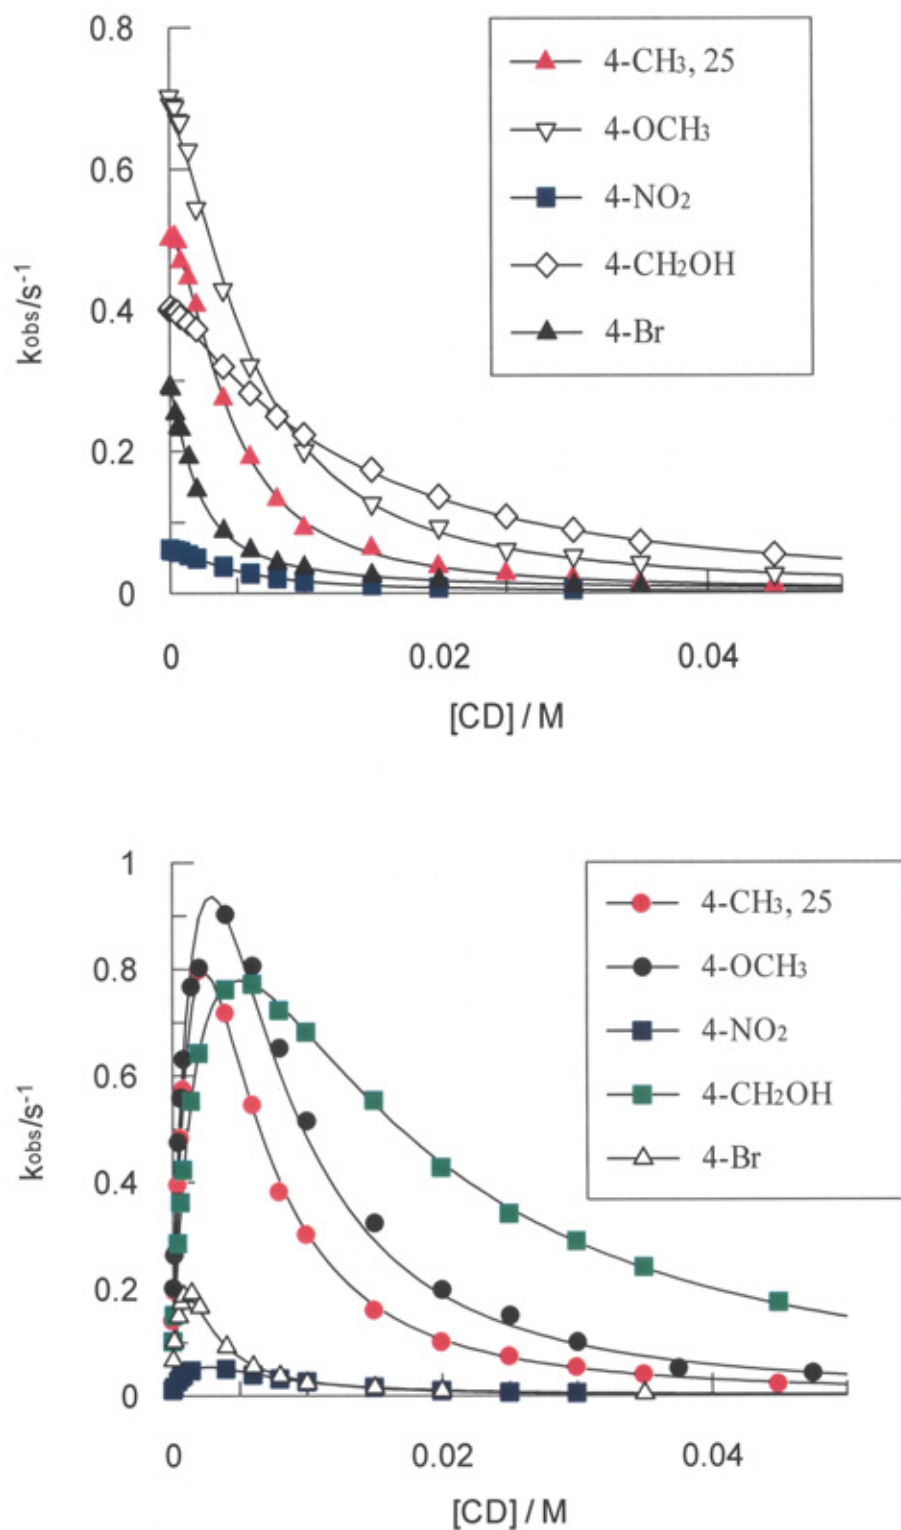 0.8
0.6
0.4
0.2
0
kobs/s-1
4-CH3, 25
4-OCH3
4-NO2
4-CH2OH
4-Br
0 0.02 0.04
[CD] / M
1
0.8
0.6
0.4
0.2
0
kobs/s-1
4-CH3, 25
4-OCH3
4-NO2
4-CH2OH
4-Br
0 0.02 0.04
[CD] / M